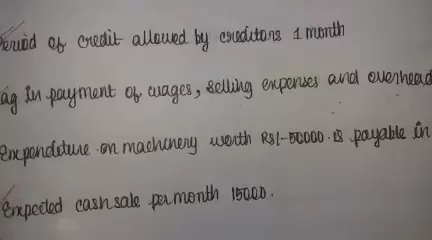 eriod of credit allowed by creditors 1 month
ag in payment of wages, selling expenses and overhead
Expenditure on machinery worth RS/-50000 is payable in
Expected cash sale per month 15000.